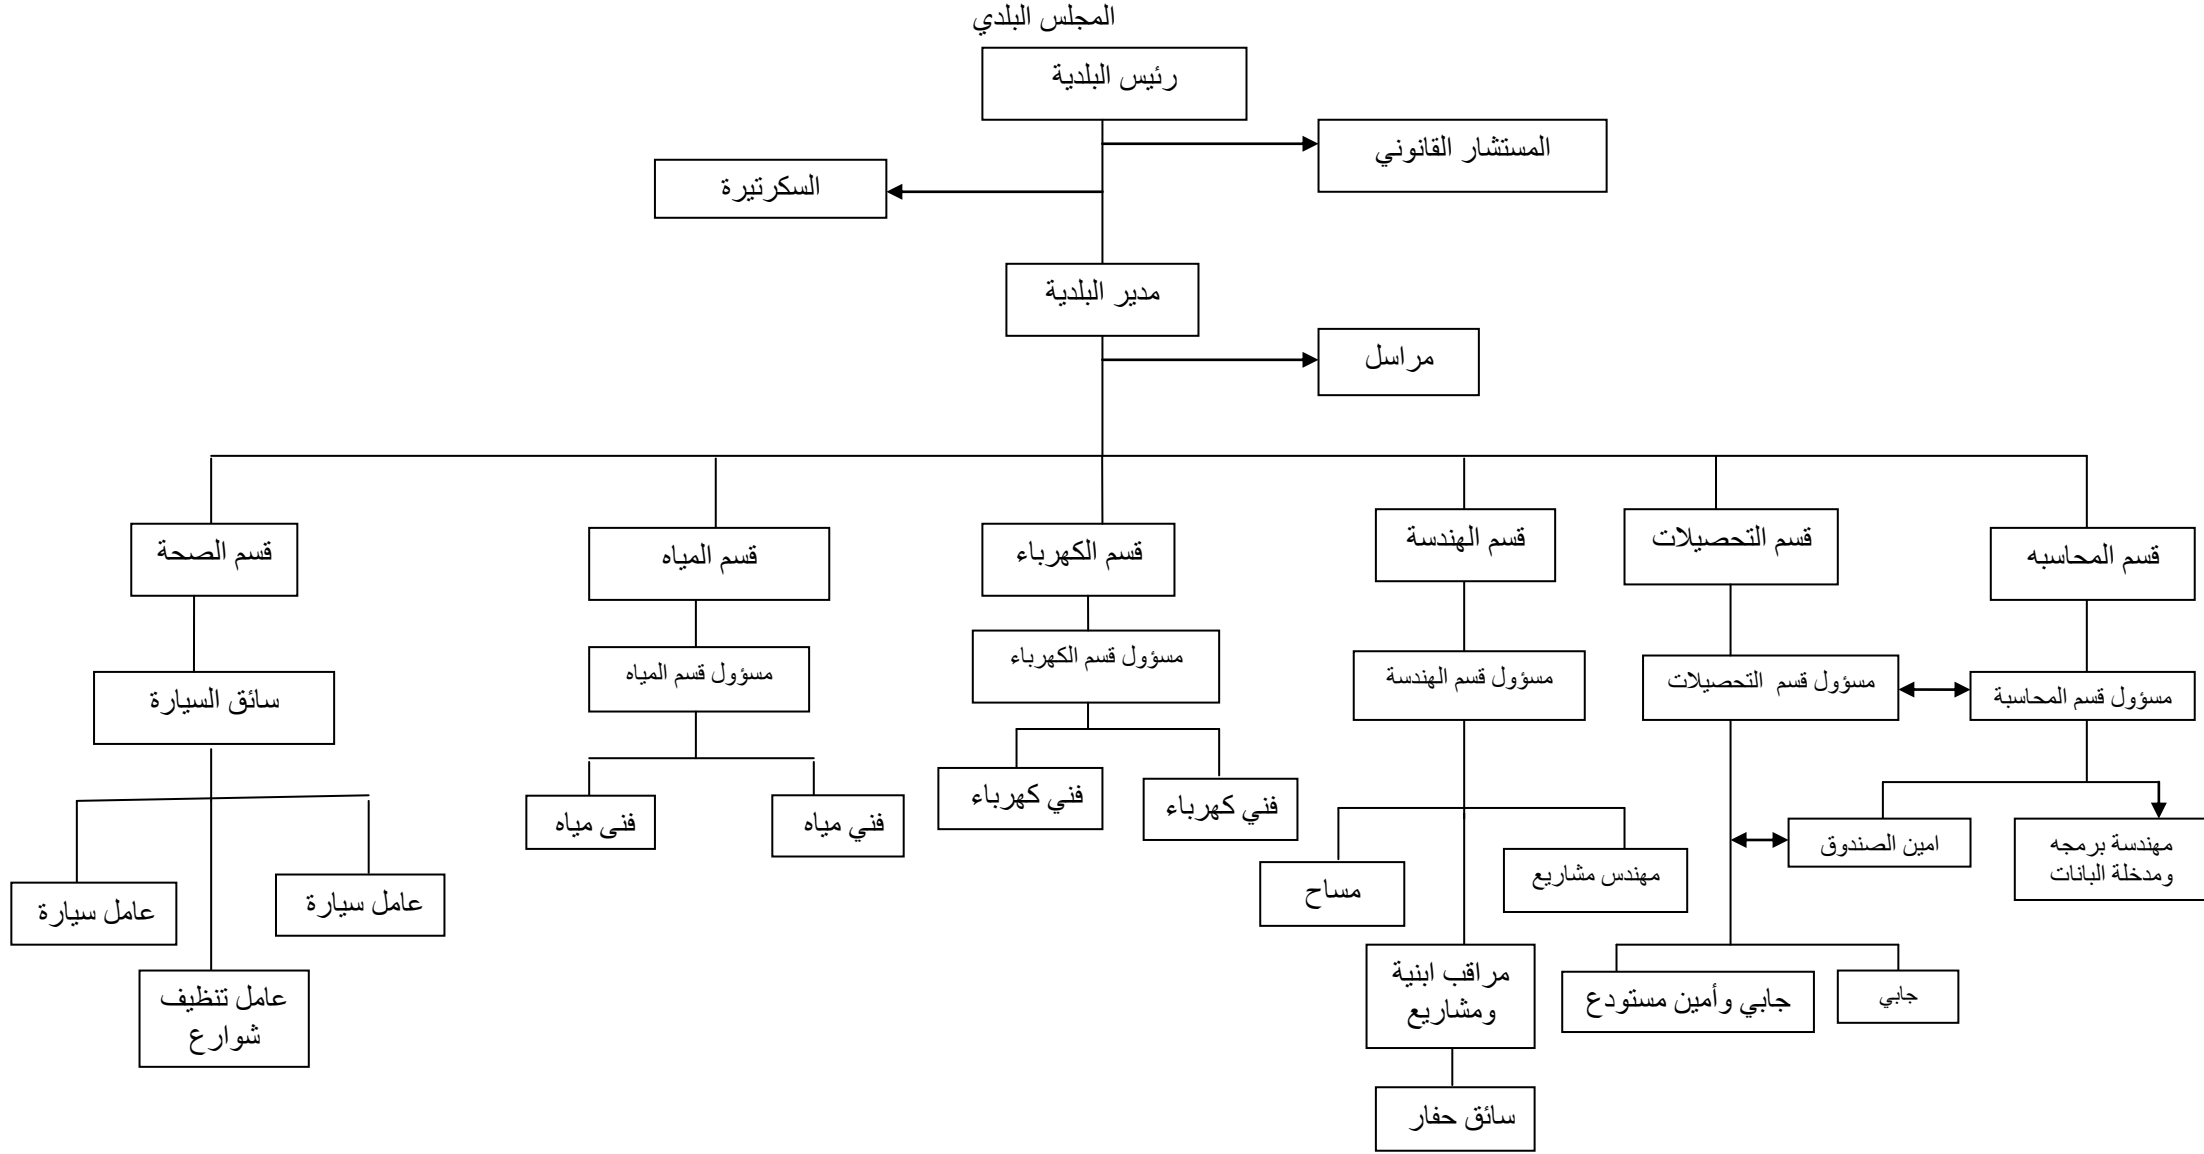 المجلس البلدي
رئيس البلدية
المستشار القانوني
السكرتيرة
مدير البلدية
مراسل
قسم المحاسبه
قسم التحصيلات
قسم الهندسة
قسم الكهرباء
قسم المياه
قسم الصحة
مسؤول قسم المحاسبة
مسؤول قسم التحصيلات
مسؤول قسم الهندسة
مسؤول قسم الكهرباء
مسؤول قسم المياه
سائق السيارة
مهندسة برمجه
ومدخلة البانات
امين الصندوق
مهندس مشاريع
مساح
فني كهرباء
فني كهرباء
فني مياه
فنى مياه
عامل سيارة
عامل سيارة
جابي
جابي وأمين مستودع
مراقب ابنية
ومشاريع
عامل تنظيف
شوارع
سائق حفار